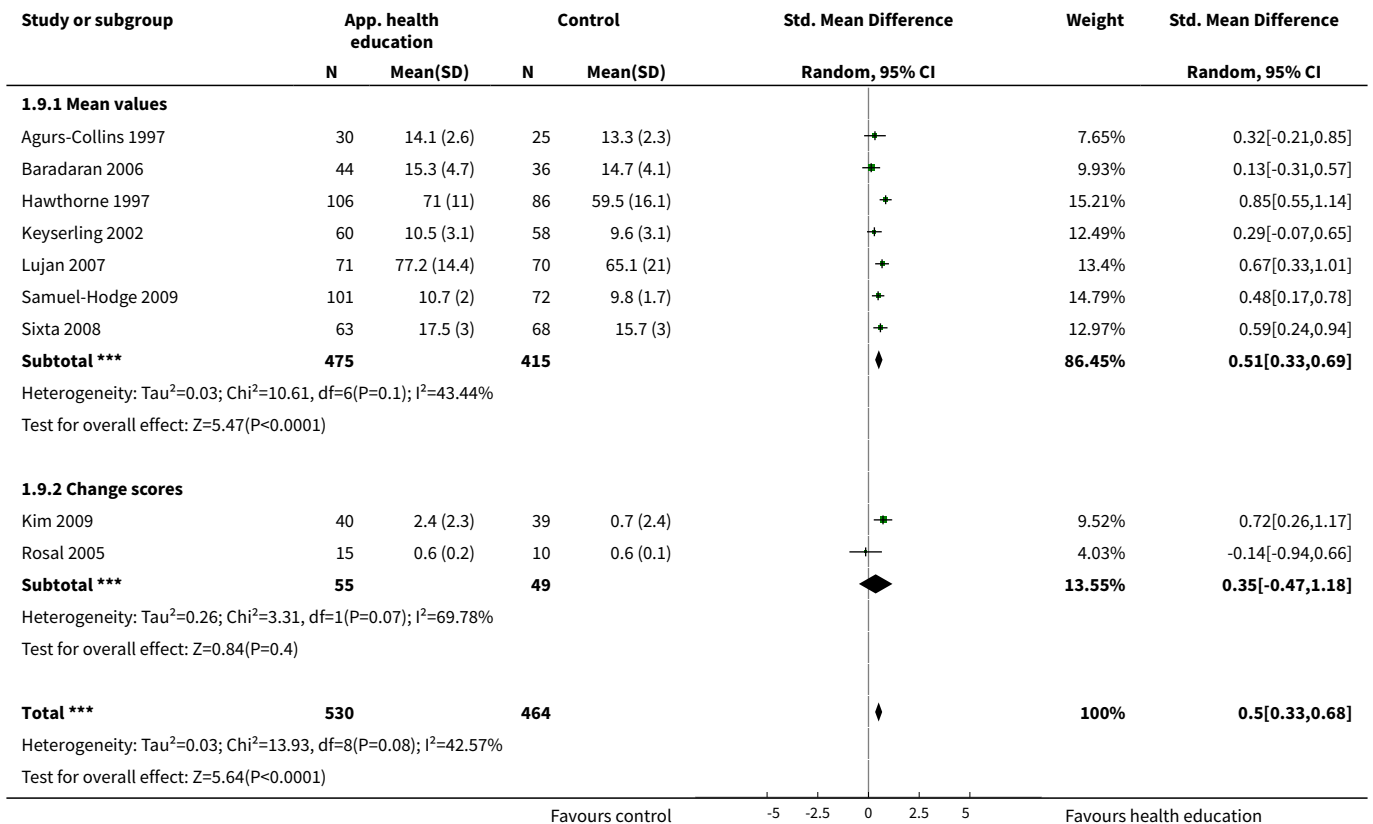 Study or subgroup App. health education Control Std. Mean Difference Weight Std. Mean Difference
N Mean(SD) N Mean(SD) Random, 95% CI Random, 95% CI
1.9.1 Mean values
Agurs-Collins 1997 30 14.1 (2.6) 25 13.3 (2.3) 7.65% 0.32[-0.21,0.85]
Baradaran 2006 44 15.3 (4.7) 36 14.7 (4.1) 9.93% 0.13[-0.31,0.57]
Hawthorne 1997 106 71 (11) 86 59.5 (16.1) 15.21% 0.85[0.55,1.14]
Keyserling 2002 60 10.5 (3.1) 58 9.6 (3.1) 12.49% 0.29[-0.07,0.65]
Lujan 2007 71 77.2 (14.4) 70 65.1 (21) 13.4% 0.67[0.33,1.01]
Samuel-Hodge 2009 101 10.7 (2) 72 9.8 (1.7) 14.79% 0.48[0.17,0.78]
Sixta 2008 63 17.5 (3) 68 15.7 (3) 12.97% 0.59[0.24,0.94]
Subtotal *** 475 415 86.45% 0.51[0.33,0.69]
Heterogeneity: Tau²=0.03; Chi²=10.61, df=6(P=0.1); I²=43.44%
Test for overall effect: Z=5.47(P<0.0001)
1.9.2 Change scores
Kim 2009 40 2.4 (2.3) 39 0.7 (2.4) 9.52% 0.72[0.26,1.17]
Rosal 2005 15 0.6 (0.2) 10 0.6 (0.1) 4.03% -0.14[-0.94,0.66]
Subtotal *** 55 49 13.55% 0.35[-0.47,1.18]
Heterogeneity: Tau²=0.26; Chi²=3.31, df=1(P=0.07); I²=69.78%
Test for overall effect: Z=0.84(P=0.4)
Total *** 530 464 100% 0.5[0.33,0.68]
Heterogeneity: Tau²=0.03; Chi²=13.93, df=8(P=0.08); I²=42.57%
Test for overall effect: Z=5.64(P<0.0001)
Favours control -5 -2.5 0 2.5 5 Favours health education